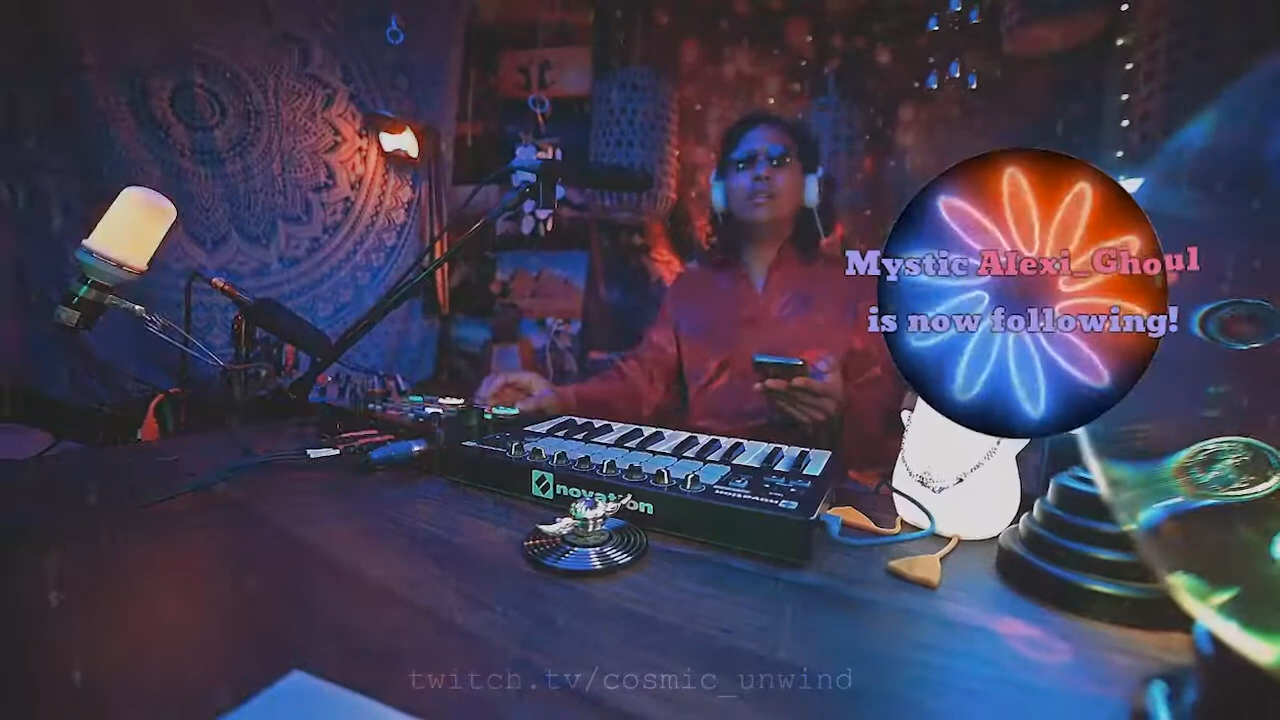 Mystic Alexi_Ghoul
is now following!
novation
novation
twitch.tv/cosmic_unwind